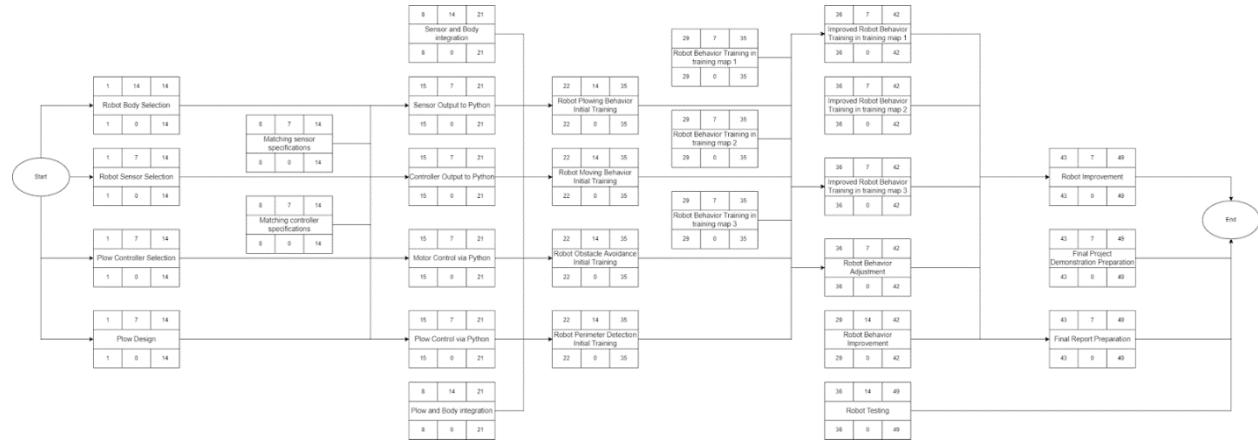 Start
1 14 14
Robot Body Selection
1 0 14
1 7 14
Robot Sensor Selection
1 0 14
1 7 14
Plow Controller Selection
1 0 14
1 7 14
Plow Design
1 0 14
8 7 14
Matching sensor
specifications
8 0 14
8 7 14
Matching controller
specifications
8 0 14
8 14 21
Sensor and Body
integration
8 0 21
15 7 21
Sensor Output to Python
15 0 21
15 7 21
Controller Output to Python
15 0 21
15 7 21
Motor Control via Python
15 0 21
15 7 21
Plow Control via Python
15 0 21
8 14 21
Plow and Body integration
8 0 21
22 14 35
Robot Plowing Behavior
Initial Training
22 0 35
22 14 35
Robot Moving Behavior
Initial Training
22 0 35
22 14 35
Robot Obstacle Avoidance
Initial Training
22 0 35
22 14 35
Robot Perimeter Detection
Initial Training
22 0 35
29 7 35
Robot Behavior Training in
training map 1
29 0 35
29 7 35
Robot Behavior Training in
training map 2
29 0 35
29 7 35
Robot Behavior Training in
training map 3
29 0 35
36 7 42
Improved Robot Behavior
Training in training map 1
36 0 42
36 7 42
Improved Robot Behavior
Training in training map 2
36 0 42
36 7 42
Improved Robot Behavior
Training in training map 3
36 0 42
36 7 42
Robot Behavior
Adjustment
36 0 42
29 14 42
Robot Behavior
Improvement
29 0 42
36 14 49
Robot Testing
36 0 49
43 7 49
Robot Improvement
43 0 49
43 7 49
Final Project
Demonstration Preparation
43 0 49
43 7 49
Final Report Preparation
43 0 49
End